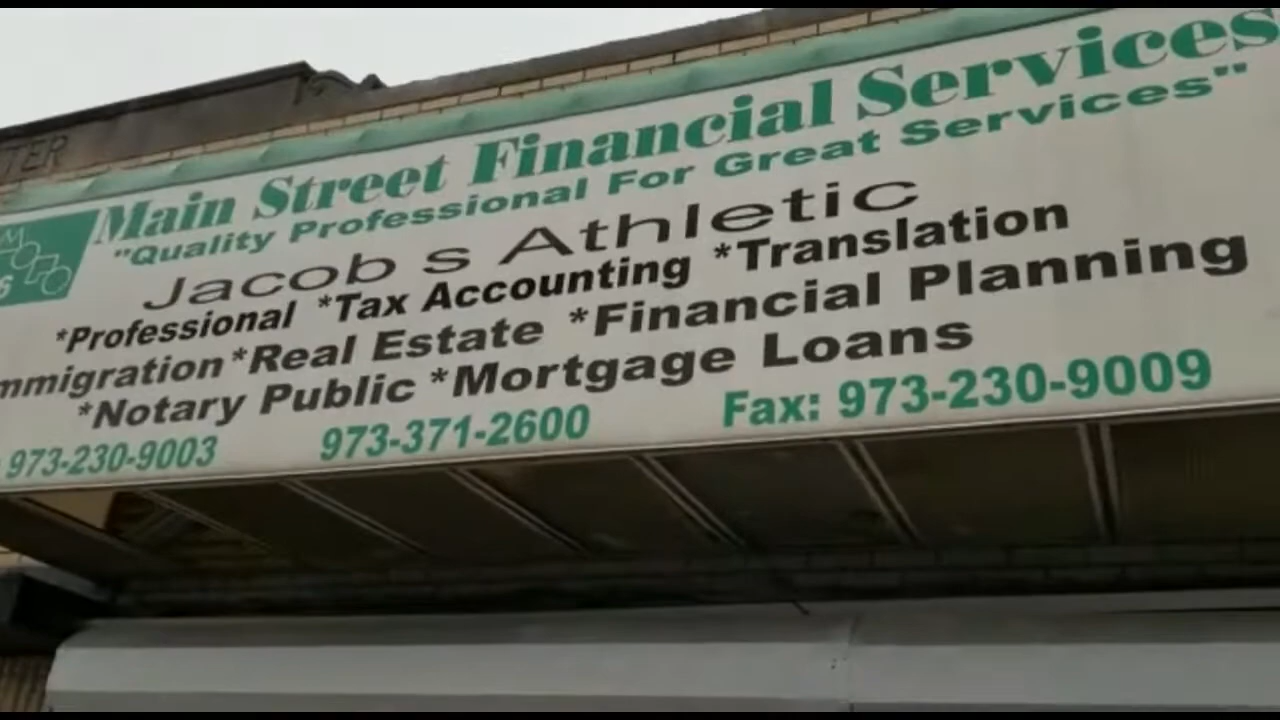 TER
Main Street Financial Services
"Quality Professional For Great Services"
Jacob s Athletic
*Professional *Tax Accounting *Translation
mmigration *Real Estate *Financial Planning
*Notary Public *Mortgage Loans
973-230-9003 973-371-2600 Fax: 973-230-9009